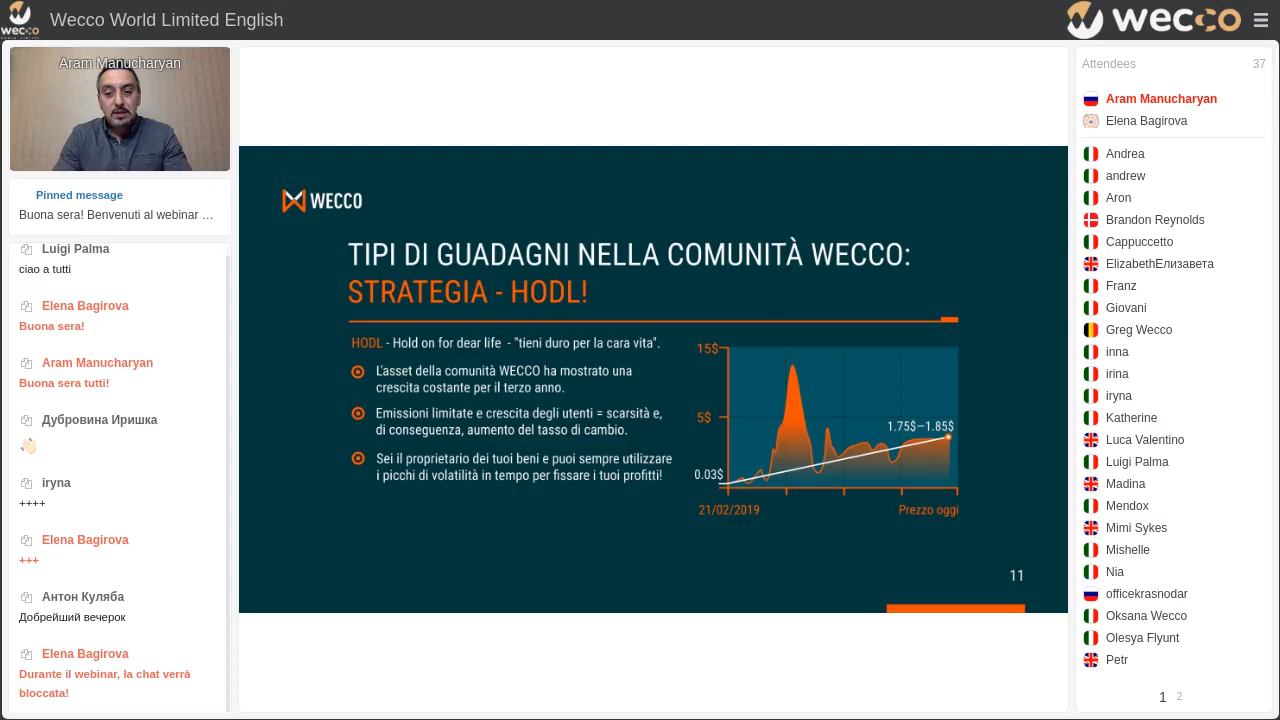 Wecco World Limited English
wecco
wecco
Aram Manucharyan
Pinned message
Buona sera! Benvenuti al webinar …
Luigi Palma
ciao a tutti
Elena Bagirova
Buona sera!
Aram Manucharyan
Buona sera tutti!
Дубровина Иришка
iryna
++++
Elena Bagirova
+++
Антон Куляба
Добрейший вечерок
Elena Bagirova
Durante il webinar, la chat verrà
bloccata!
WECCO
TIPI DI GUADAGNI NELLA COMUNITÀ WECCO:
STRATEGIA - HODL!
HODL - Hold on for dear life - "tieni duro per la cara vita".
L'asset della comunità WECCO ha mostrato una
crescita costante per il terzo anno.
Emissioni limitate e crescita degli utenti = scarsità e,
di conseguenza, aumento del tasso di cambio.
Sei il proprietario dei tuoi beni e puoi sempre utilizzare
i picchi di volatilità in tempo per fissare i tuoi profitti!
15$
5$
1.75$—1.85$
0.03$
21/02/2019
Prezzo oggi
11
Attendees 37
Aram Manucharyan
Elena Bagirova
Andrea
andrew
Aron
Brandon Reynolds
Cappuccetto
ElizabethЕлизавета
Franz
Giovani
Greg Wecco
inna
irina
iryna
Katherine
Luca Valentino
Luigi Palma
Madina
Mendox
Mimi Sykes
Mishelle
Nia
officekrasnodar
Oksana Wecco
Olesya Flyunt
Petr
1 2